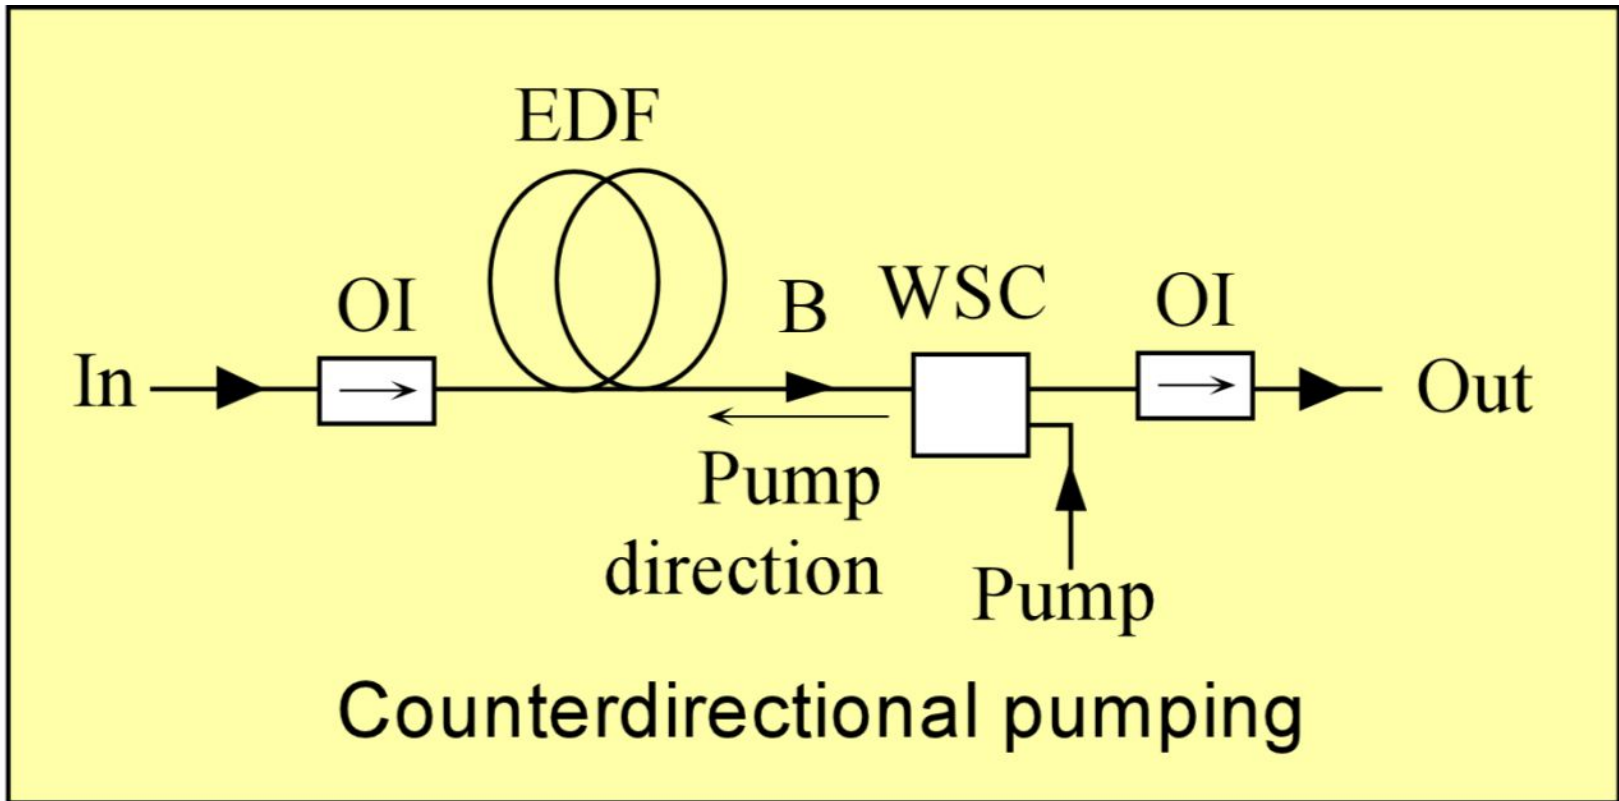 EDF
OI
B
WSC
OI
In
Out
Pump
direction
Pump
Counterdirectional pumping